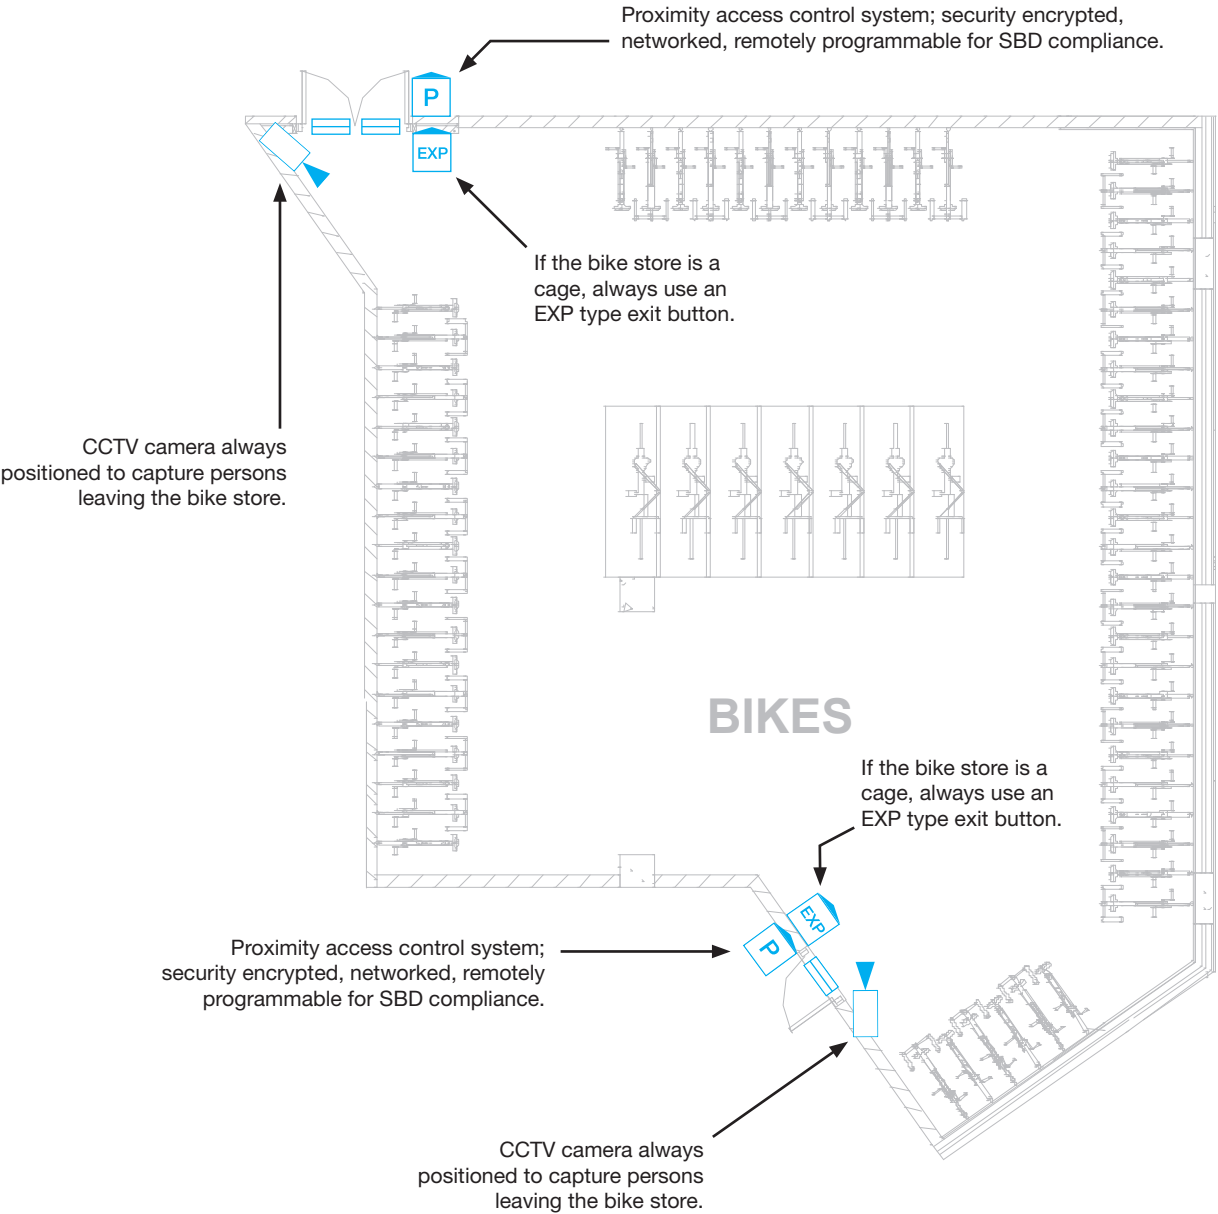 Proximity access control system; security encrypted,
networked, remotely programmable for SBD compliance.
P
EXP
If the bike store is a
cage, always use an
EXP type exit button.
CCTV camera always
positioned to capture persons
leaving the bike store.
BIKES
If the bike store is a
cage, always use an
EXP type exit button.
EXP
P
Proximity access control system;
security encrypted, networked, remotely
programmable for SBD compliance.
CCTV camera always
positioned to capture persons
leaving the bike store.